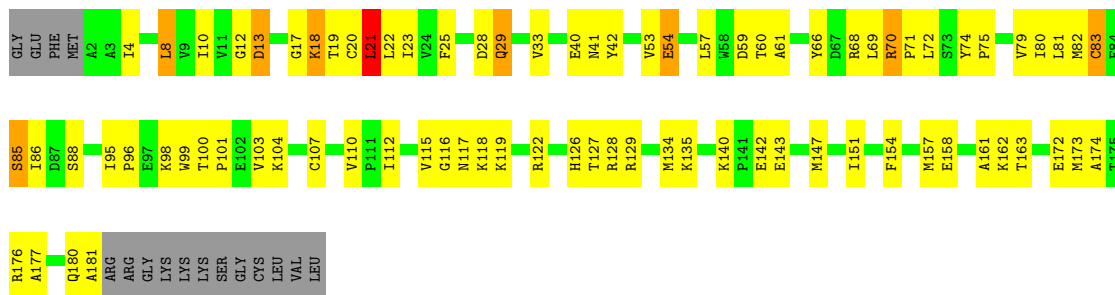 GLY GLU PHE MET A2 A3 I4 L8 V9 I10 V11 G12 D13 G17 K18 T19 C20 L21 L22 I23 V24 F25 D28 Q29 V33 E40 N41 Y42 V53 E54 L57 W58 D59 T60 A61 Y66 D67 R68 L69 R70 P71 L72 S73 Y74 P75 V79 I80 L81 M82 C83 F84
S85 I86 D87 S88 I95 P96 E97 K98 W99 T100 P101 E102 V103 K104 C107 V110 P111 I112 V115 G116 N117 K118 K119 R122 H126 T127 R128 R129 M134 K135 K140 P141 E142 E143 M147 I151 F154 M157 E158 A161 K162 T163 E172 M173 A174 T175
R176 A177 Q180 A181 ARG ARG GLY LYS LYS LYS SER GLY CYS LEU VAL LEU